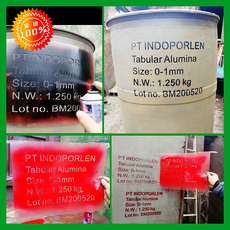 100%
PT INDOPORLEN
Tabular Alumina
Size: 0-1mm
N.W.: 1.250 kg
Lot no. BM200520
PT INDOPORLEN
Tabular Alumina
Size: 0-1mm
N.W.: 1.250 kg
Lot no. BM200520
PT INDOPORLEN
Tabular Alumina
Size: 0-1mm
N.W.: 1.250 kg
Lot no. BM200520
PT INDOPORLEN
Tabular Alumina
Size: 0-1mm
N.W.: 1.250 kg
Lot no. BM200520